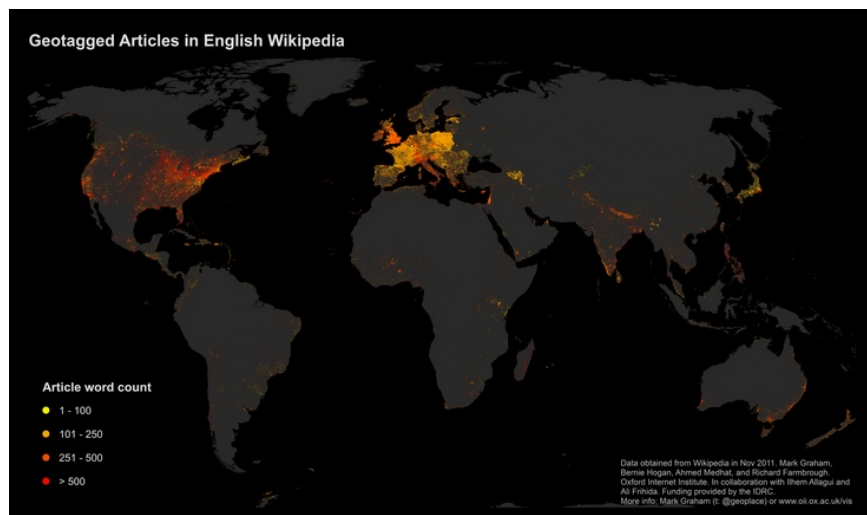 Geotagged Articles in English Wikipedia
Article word count
1 - 100
101 - 250
251 - 500
> 500
Data obtained from Wikipedia in Nov 2011. Mark Graham,
Bernie Hogan, Ahmed Medhat, and Richard Farmbrough.
Oxford Internet Institute. In collaboration with Ilhem Allagui and
Ali Frihida. Funding provided by the IDRC.
More info: Mark Graham (t: @geoplace) or www.oii.ox.ac.uk/vis